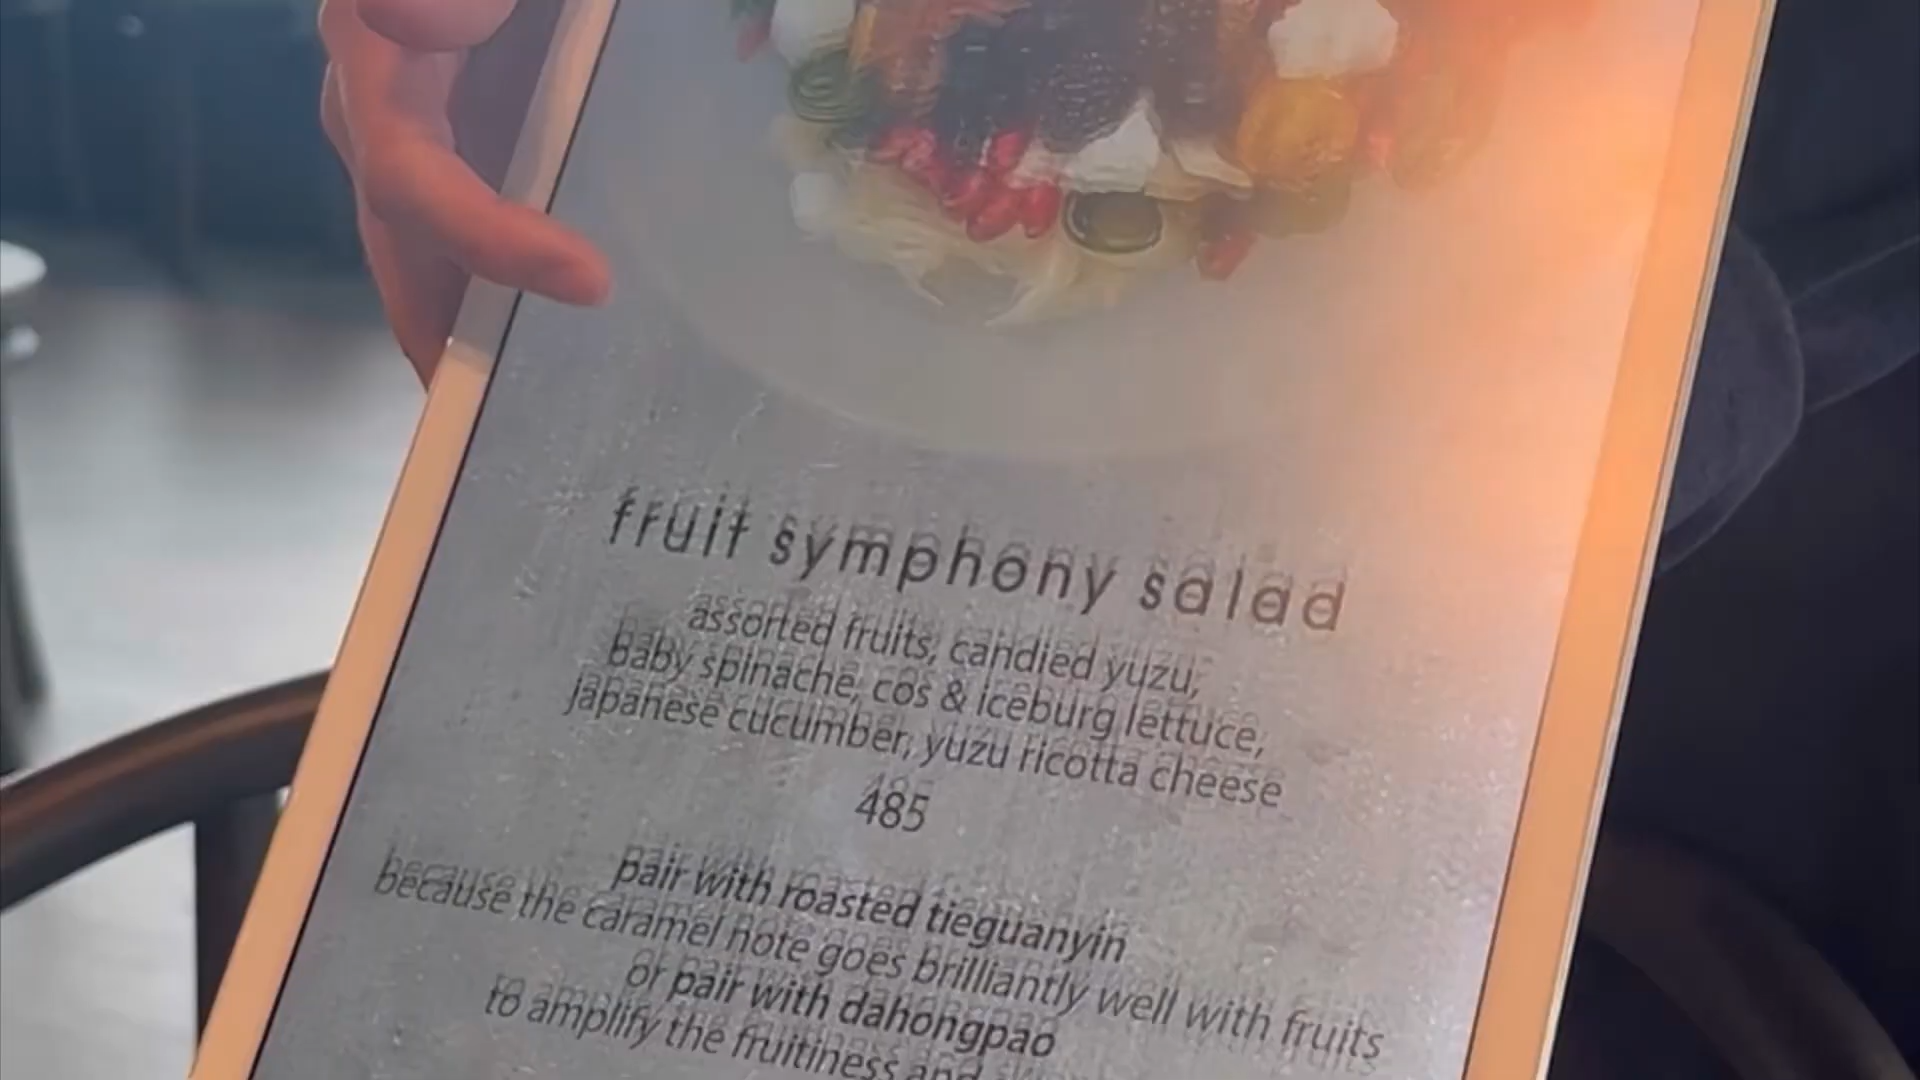 fruit symphony salad
assorted fruits, candied yuzu,
baby spinache, cos & iceburg lettuce,
japanese cucumber, yuzu ricotta cheese
485
pair with roasted tieguanyin
because the caramel note goes brilliantly well with fruits
or pair with dahongpao
to amplify the fruitiness and